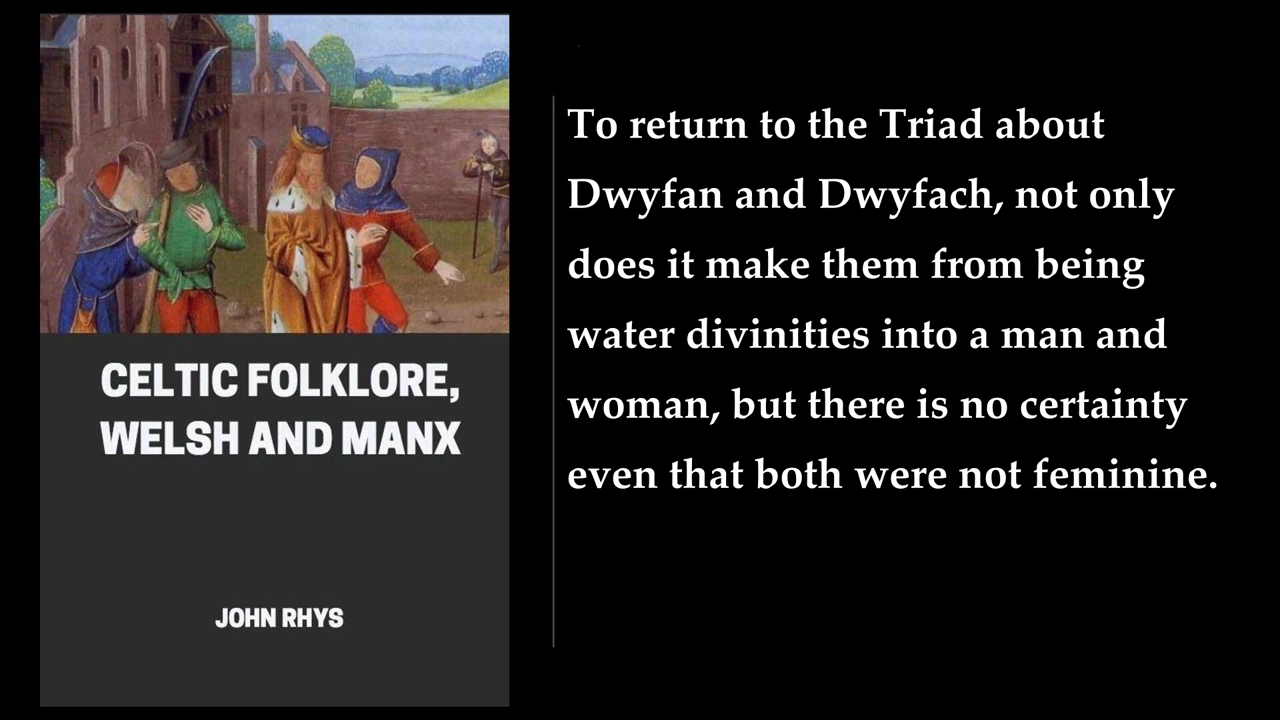 CELTIC FOLKLORE,
WELSH AND MANX
JOHN RHYS
To return to the Triad about
Dwyfan and Dwyfach, not only
does it make them from being
water divinities into a man and
woman, but there is no certainty
even that both were not feminine.